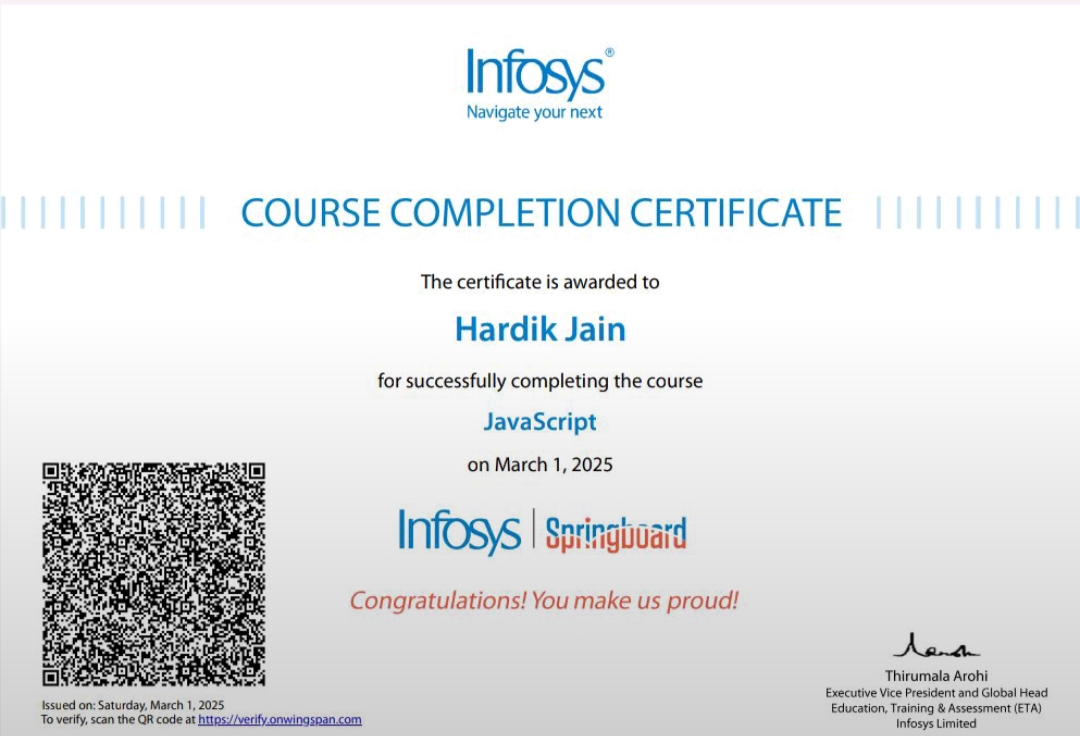 Infosys®
Navigate your next
COURSE COMPLETION CERTIFICATE
The certificate is awarded to
Hardik Jain
for successfully completing the course
JavaScript
on March 1, 2025
Infosys | Springboard
Congratulations! You make us proud!
Issued on: Saturday, March 1, 2025
To verify, scan the QR code at https://verify.onwingspan.com
Thirumala Arohi
Executive Vice President and Global Head
Education, Training & Assessment (ETA)
Infosys Limited